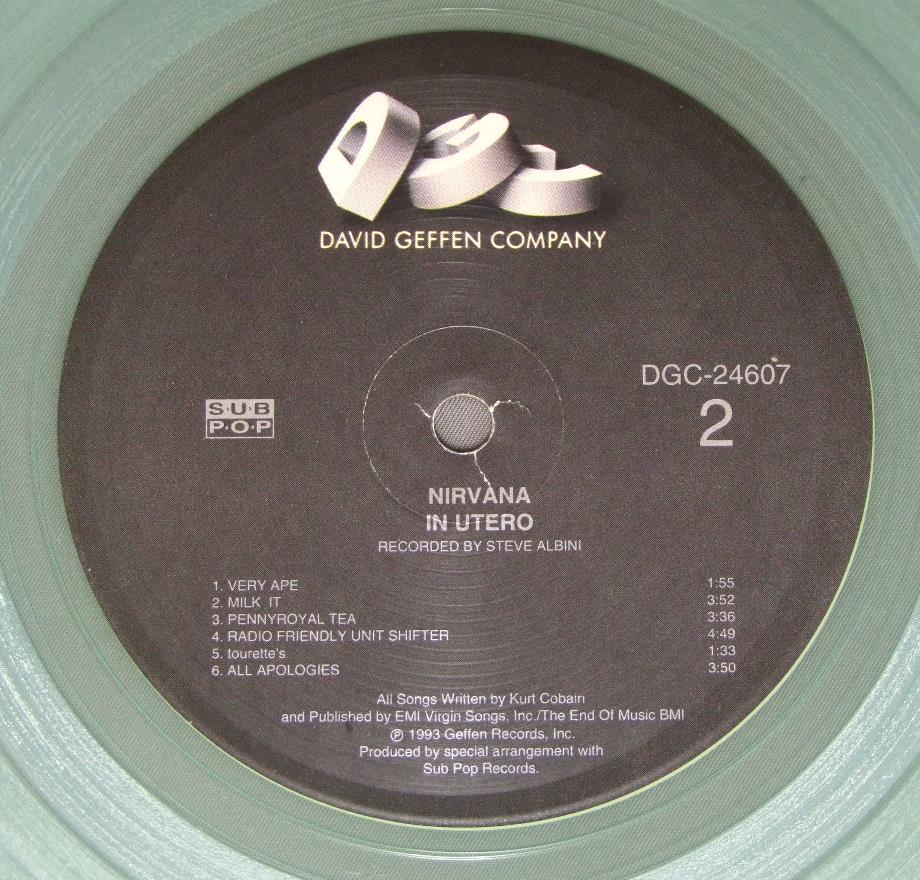 DGC
DAVID GEFFEN COMPANY
DGC-24607
2
S·U·B
P·O·P
NIRVANA
IN UTERO
RECORDED BY STEVE ALBINI
1. VERY APE 1:55
2. MILK IT 3:52
3. PENNYROYAL TEA 3:36
4. RADIO FRIENDLY UNIT SHIFTER 4:49
5. tourette's 1:33
6. ALL APOLOGIES 3:50
All Songs Written by Kurt Cobain
and Published by EMI Virgin Songs, Inc./The End Of Music BMI
℗ 1993 Geffen Records, Inc.
Produced by special arrangement with
Sub Pop Records.